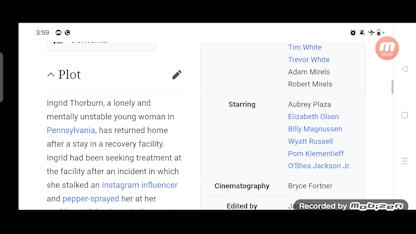 3:59
Plot
Ingrid Thorburn, a lonely and
mentally unstable young woman in
Pennsylvania, has returned home
after a stay in a recovery facility.
Ingrid had been seeking treatment at
the facility after an incident in which
she stalked an Instagram influencer
and pepper-sprayed her at her
Tim White
Trevor White
Adam Mirels
Robert Mirels
Starring
Aubrey Plaza
Elizabeth Olsen
Billy Magnussen
Wyatt Russell
Pom Klementieff
O'Shea Jackson Jr.
Cinematography
Bryce Fortner
Edited by
Recorded by Mobizen